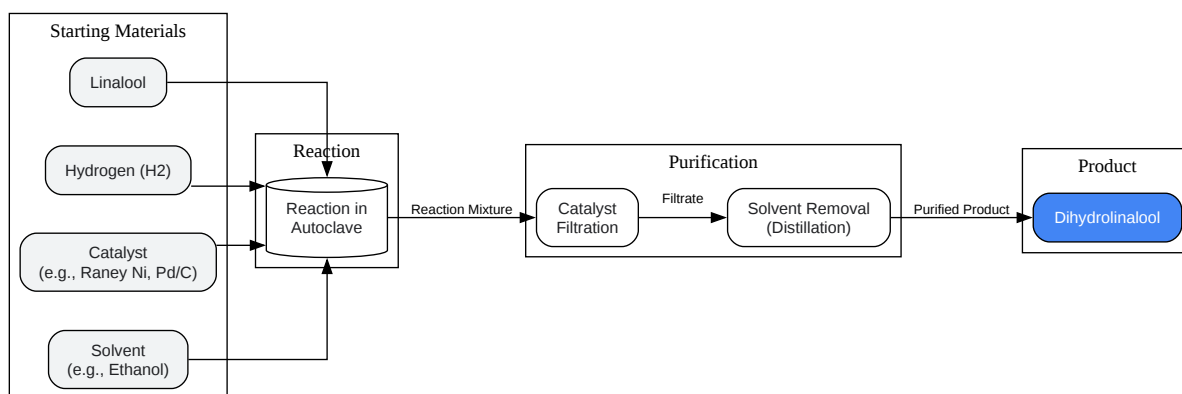 Starting Materials
Linalool
Hydrogen (H2)
Catalyst
(e.g., Raney Ni, Pd/C)
Solvent
(e.g., Ethanol)
Reaction
Reaction in
Autoclave
Reaction Mixture
Purification
Catalyst
Filtration
Filtrate
Solvent Removal
(Distillation)
Purified Product
Product
Dihydrolinalool